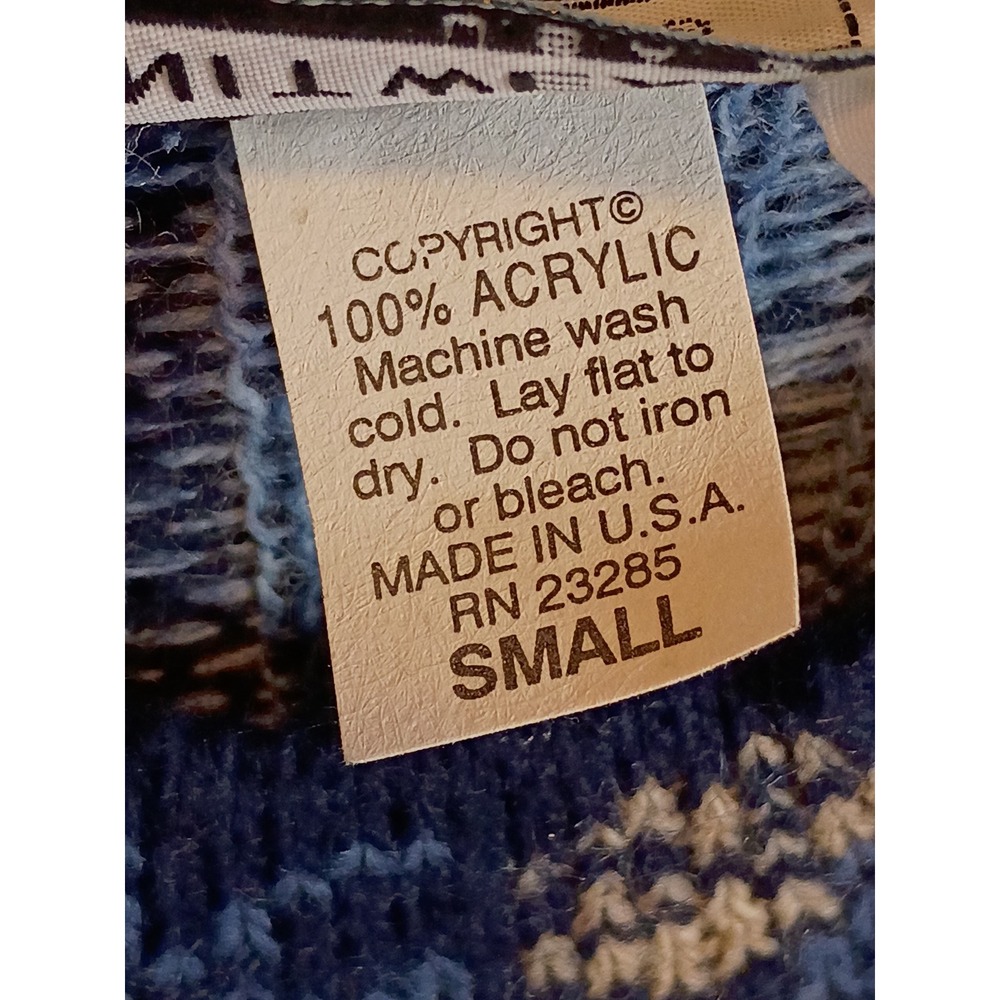 COPYRIGHT©
100% ACRYLIC
Machine wash
cold. Lay flat to
dry. Do not iron
or bleach.
MADE IN U.S.A.
RN 23285
SMALL